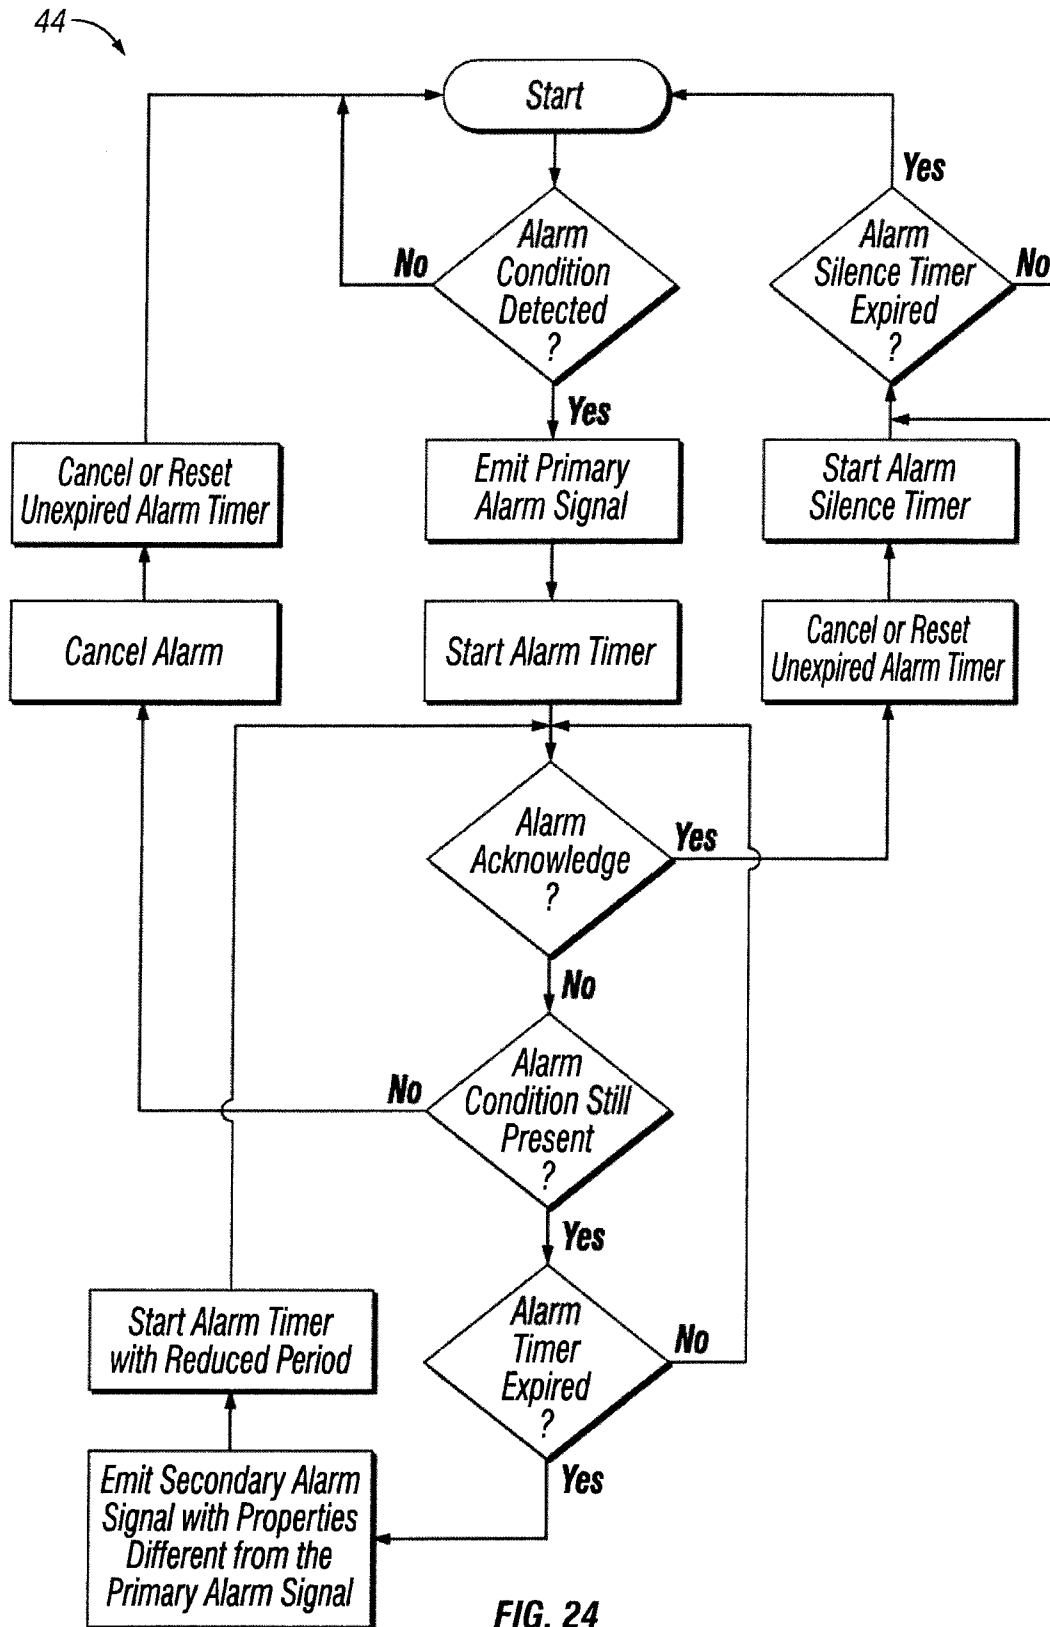 44
Start
Yes
Alarm
Condition
Detected
?
No
Alarm
Silence Timer
Expired
?
No
Yes
Cancel or Reset
Unexpired Alarm Timer
Emit Primary
Alarm Signal
Start Alarm
Silence Timer
Cancel Alarm
Start Alarm Timer
Cancel or Reset
Unexpired Alarm Timer
Alarm
Acknowledge
?
Yes
No
Alarm
Condition Still
Present
?
No
Yes
Start Alarm Timer
with Reduced Period
Alarm
Timer
Expired
?
No
Yes
Emit Secondary Alarm
Signal with Properties
Different from the
Primary Alarm Signal
FIG. 24